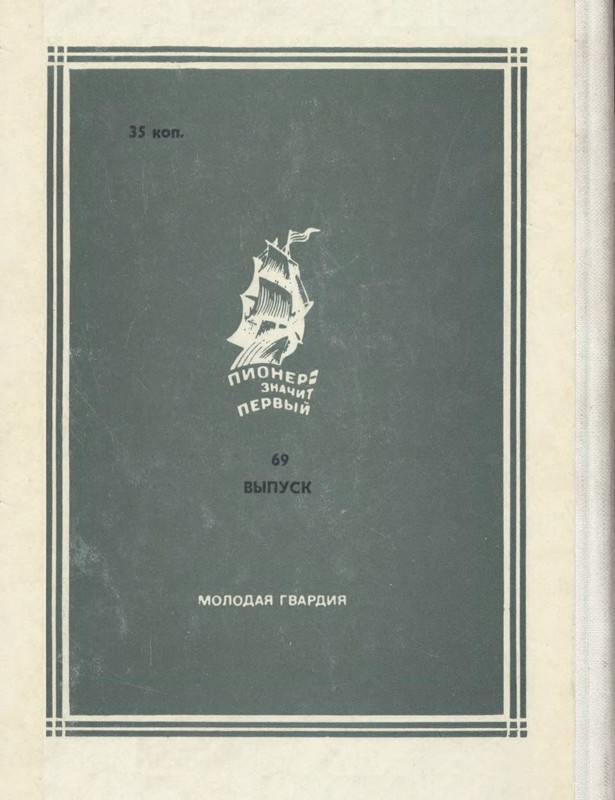 35 коп.
ПИОНЕР –
ЗНАЧИТ
ПЕРВЫЙ
69
ВЫПУСК
МОЛОДАЯ ГВАРДИЯ